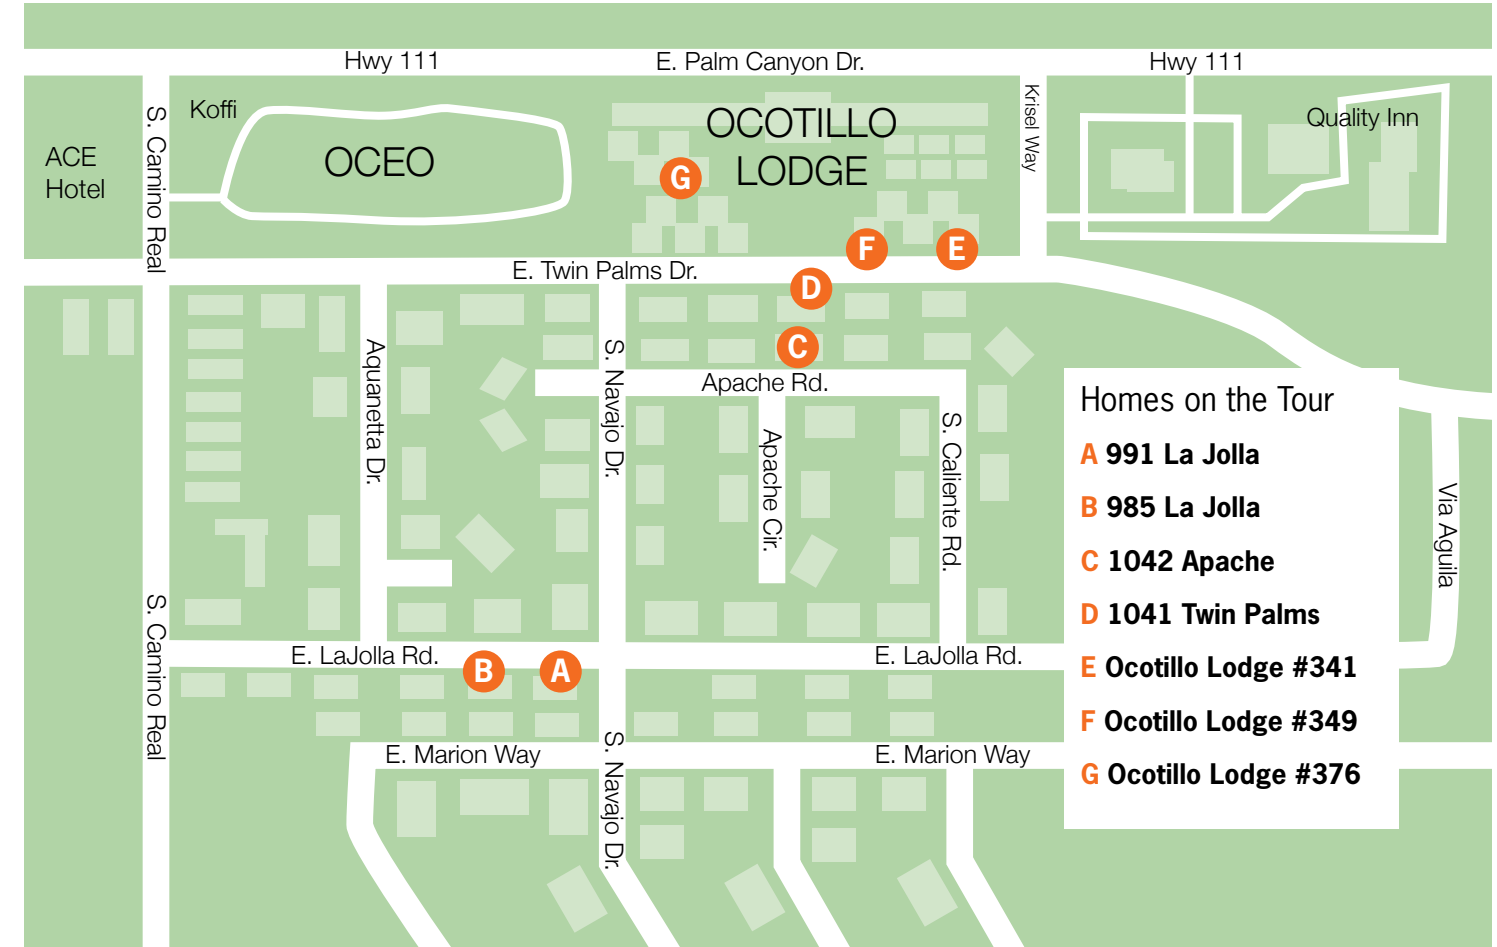 Hwy 111
E. Palm Canyon Dr.
Hwy 111
Koffi
ACE
Hotel
S. Camino Real
OCEO
OCOTILLO
LODGE
Krisel Way
Quality Inn
G
F
E
E. Twin Palms Dr.
D
C
Aquanetta Dr.
S. Navajo Dr.
Apache Rd.
Apache Cir.
S. Caliente Rd.
Via Aguila
Homes on the Tour
A 991 La Jolla
B 985 La Jolla
C 1042 Apache
D 1041 Twin Palms
E Ocotillo Lodge #341
F Ocotillo Lodge #349
G Ocotillo Lodge #376
S. Camino Real
E. LaJolla Rd.
B
A
E. LaJolla Rd.
E. Marion Way
S. Navajo Dr.
E. Marion Way